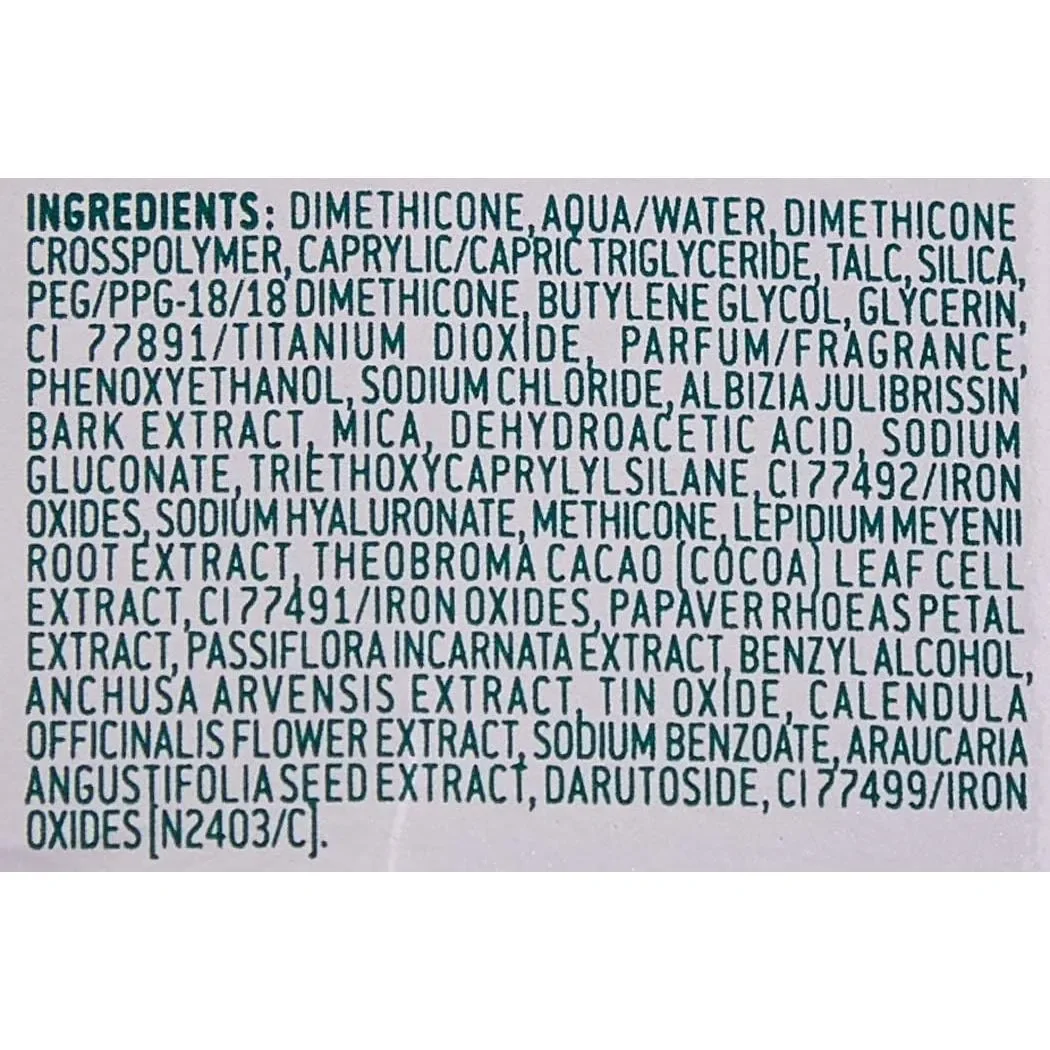 INGREDIENTS: DIMETHICONE, AQUA/WATER, DIMETHICONE
CROSSPOLYMER, CAPRYLIC/CAPRIC TRIGLYCERIDE, TALC, SILICA,
PEG/PPG-18/18 DIMETHICONE, BUTYLENE GLYCOL, GLYCERIN,
CI 77891/TITANIUM DIOXIDE, PARFUM/FRAGRANCE,
PHENOXYETHANOL, SODIUM CHLORIDE, ALBIZIA JULIBRISSIN
BARK EXTRACT, MICA, DEHYDROACETIC ACID, SODIUM
GLUCONATE, TRIETHOXYCAPRYLYLSILANE, CI 77492/IRON
OXIDES, SODIUM HYALURONATE, METHICONE, LEPIDIUM MEYENII
ROOT EXTRACT, THEOBROMA CACAO (COCOA) LEAF CELL
EXTRACT, CI 77491/IRON OXIDES, PAPAVER RHOEAS PETAL
EXTRACT, PASSIFLORA INCARNATA EXTRACT, BENZYL ALCOHOL,
ANCHUSA ARVENSIS EXTRACT, TIN OXIDE, CALENDULA
OFFICINALIS FLOWER EXTRACT, SODIUM BENZOATE, ARAUCARIA
ANGUSTIFOLIA SEED EXTRACT, DARUTOSIDE, CI 77499/IRON
OXIDES [N2403/C].